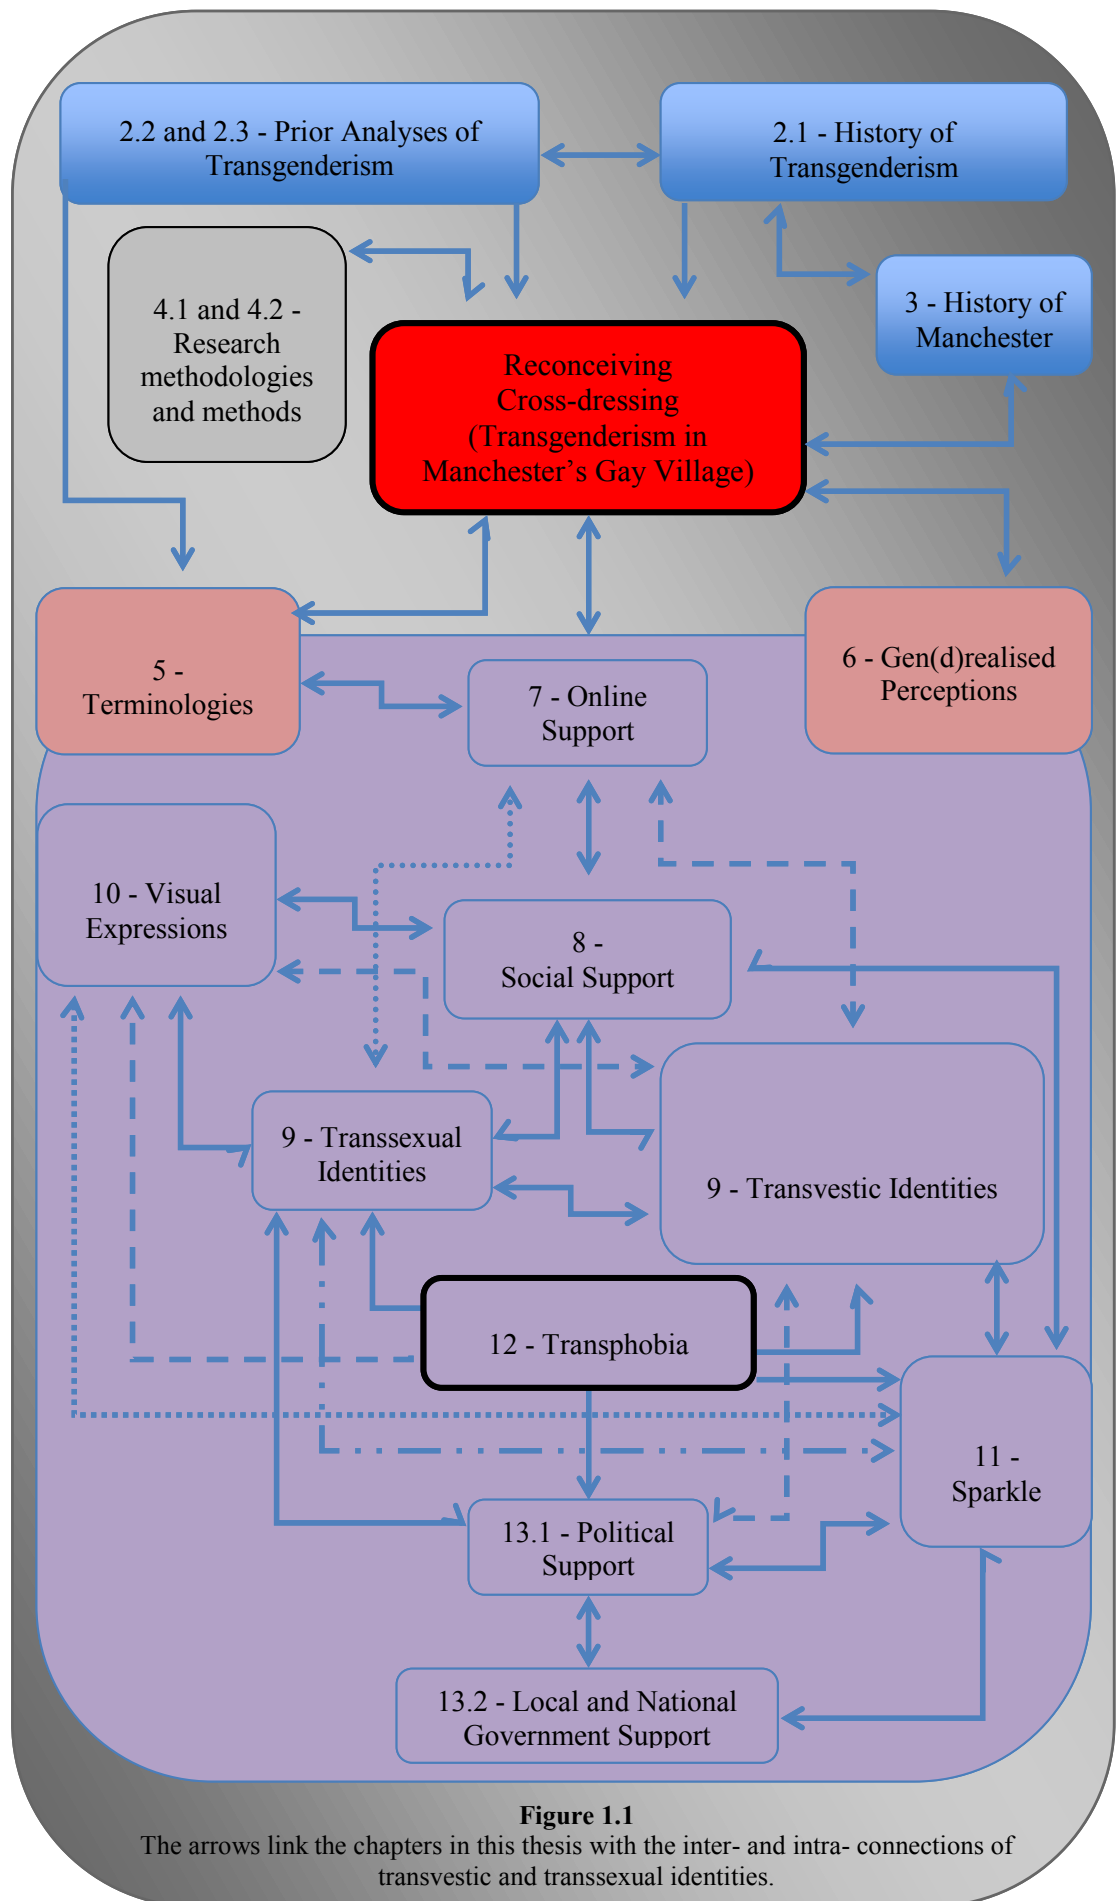 2.2 and 2.3 - Prior Analyses of
Transgenderism
2.1 - History of
Transgenderism
4.1 and 4.2 -
Research
methodologies
and methods
3 - History of
Manchester
Reconceiving
Cross-dressing
(Transgenderism in
Manchester’s Gay Village)
5 -
Terminologies
6 - Gen(d)realised
Perceptions
7 - Online
Support
10 - Visual
Expressions
8 -
Social Support
9 - Transsexual
Identities
9 - Transvestic Identities
12 - Transphobia
11 -
Sparkle
13.1 - Political
Support
13.2 - Local and National
Government Support
Figure 1.1
The arrows link the chapters in this thesis with the inter- and intra- connections of
transvestic and transsexual identities.